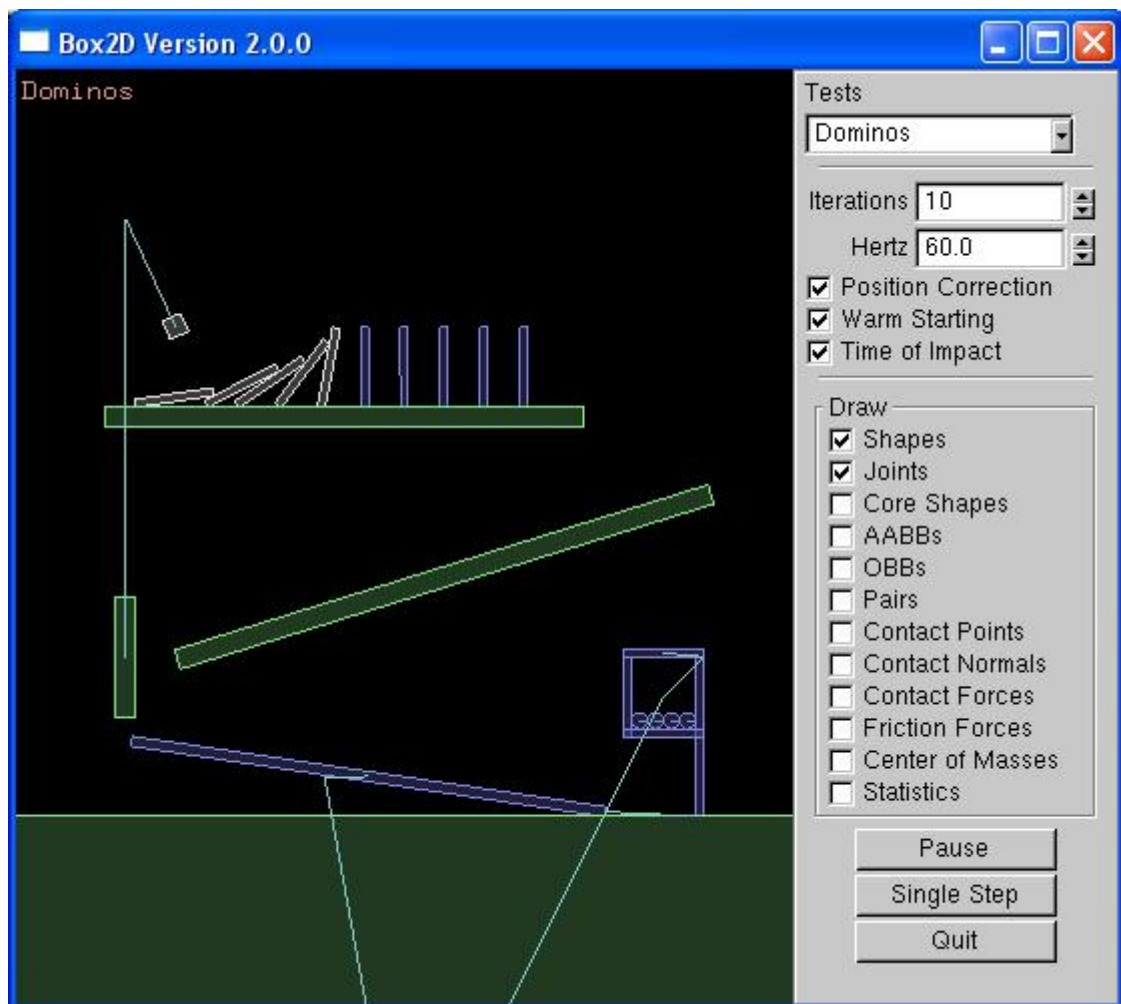 Box2D Version 2.0.0
Dominos
Tests
Dominos
Iterations 10
Hertz 60.0
Position Correction
Warm Starting
Time of Impact
Draw
Shapes
Joints
Core Shapes
AABBs
OBBs
Pairs
Contact Points
Contact Normals
Contact Forces
Friction Forces
Center of Masses
Statistics
Pause
Single Step
Quit